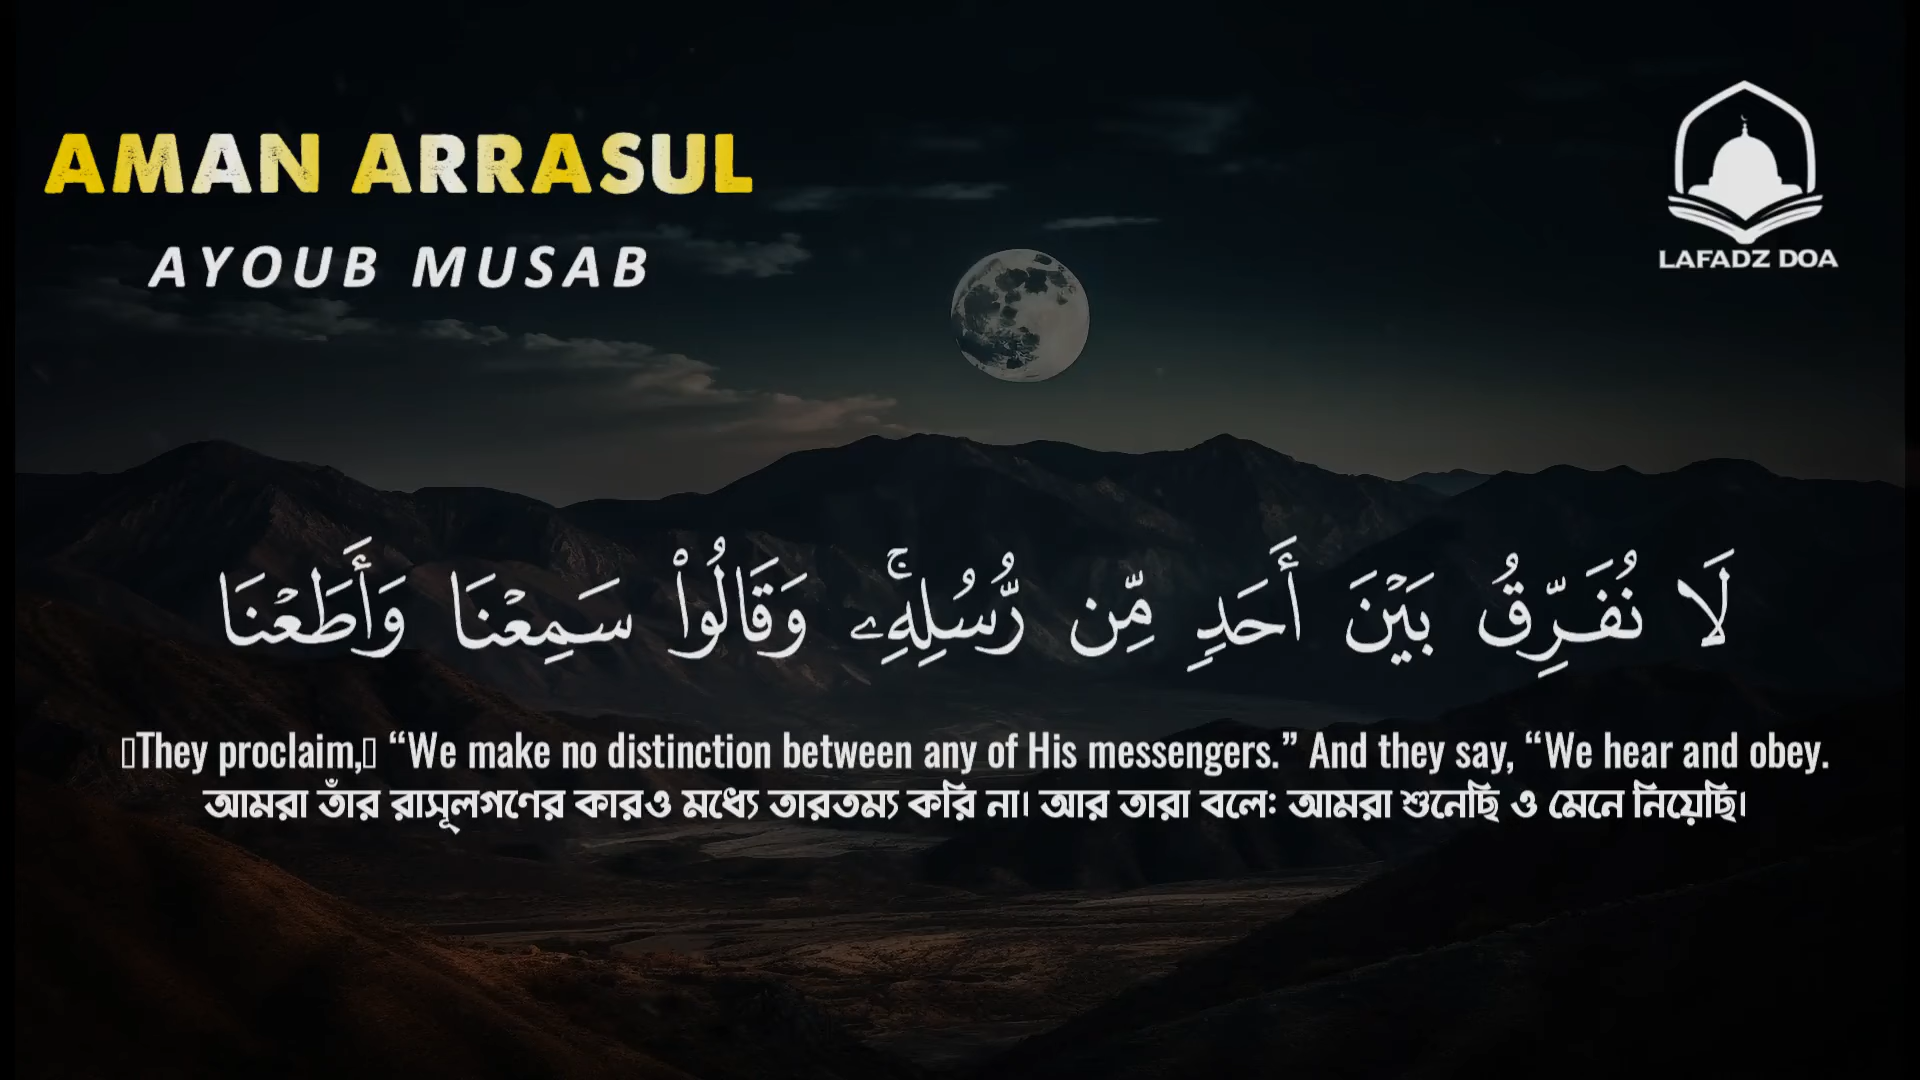 AMAN ARRASUL
AYOUB MUSAB
LAFADZ DOA
لَا نُفَرِّقُ بَيْنَ أَحَدٍ مِّن رُّسُلِهِۦۚ وَقَالُوا۟ سَمِعْنَا وَأَطَعْنَا
▯They proclaim,▯ “We make no distinction between any of His messengers.” And they say, “We hear and obey.
আমরা তাঁর রাসূলগণের কারও মধ্যে তারতম্য করি না। আর তারা বলেঃ আমরা শুনেছি ও মেনে নিয়েছি।